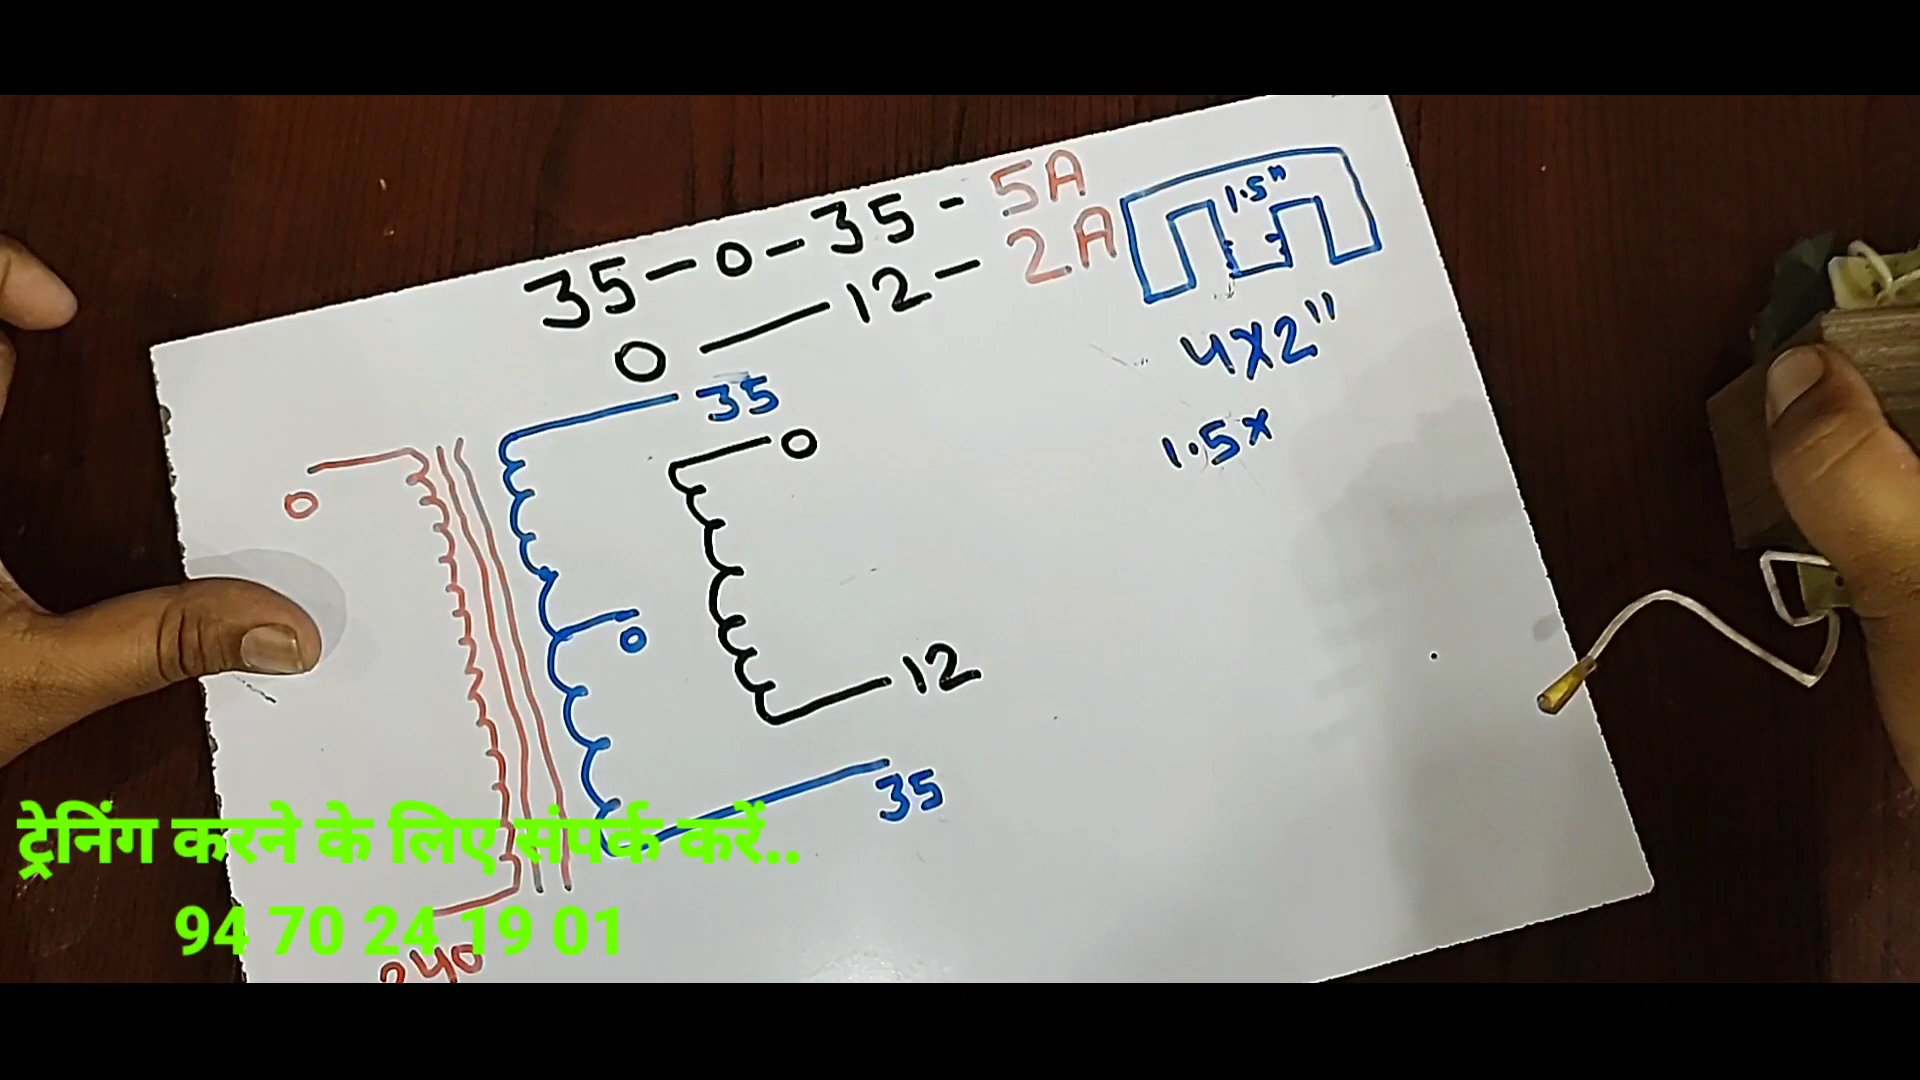 35-0-35-5A
0-12-2A
1.5"
4X2"
1.5x
35
0
0
0
12
35
240
ट्रेनिंग करने के लिए संपर्क करें..
94 70 24 19 01